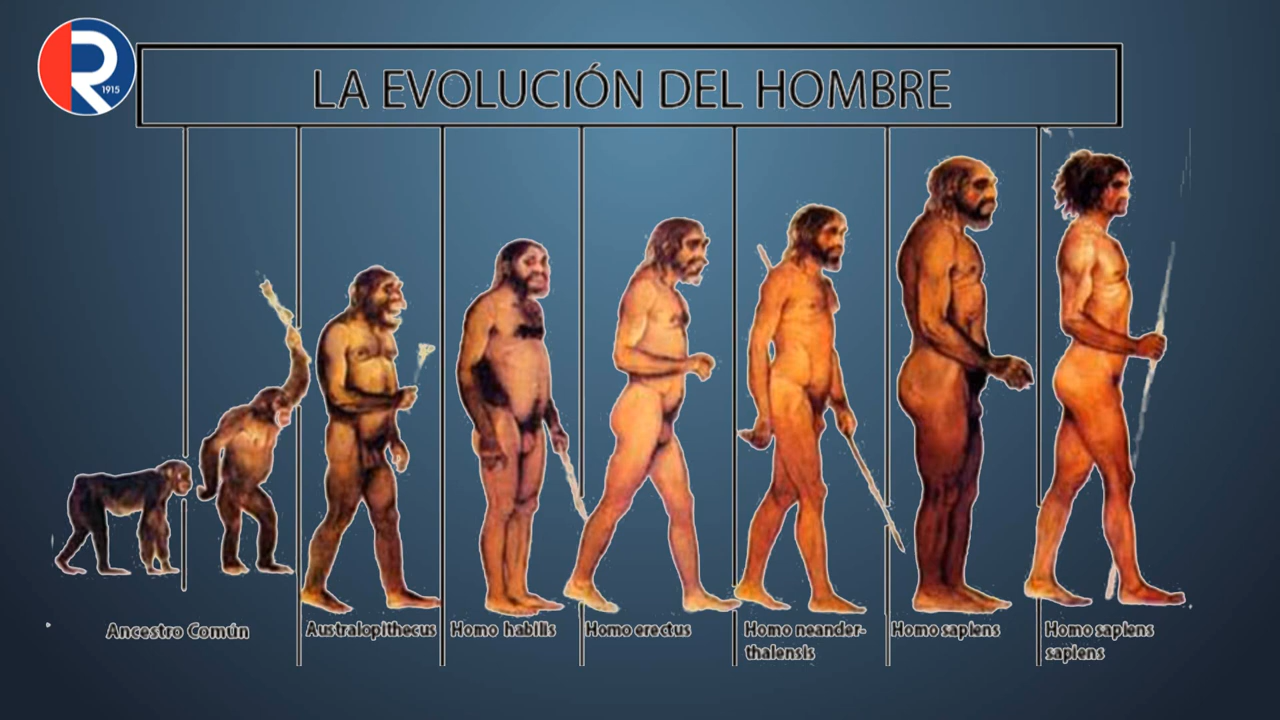 R
1915
LA EVOLUCIÓN DEL HOMBRE
Ancestro Común
Australopithecus
Homo habilis
Homo erectus
Homo neander-
thalensis
Homo sapiens
Homo sapiens
sapiens